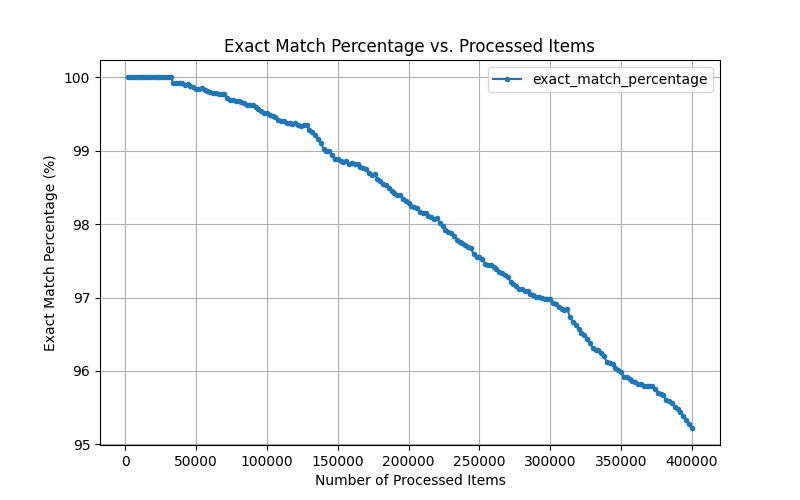 Exact Match Percentage vs. Processed Items
exact_match_percentage
Exact Match Percentage (%)
100
99
98
97
96
95
0 50000 100000 150000 200000 250000 300000 350000 400000
Number of Processed Items